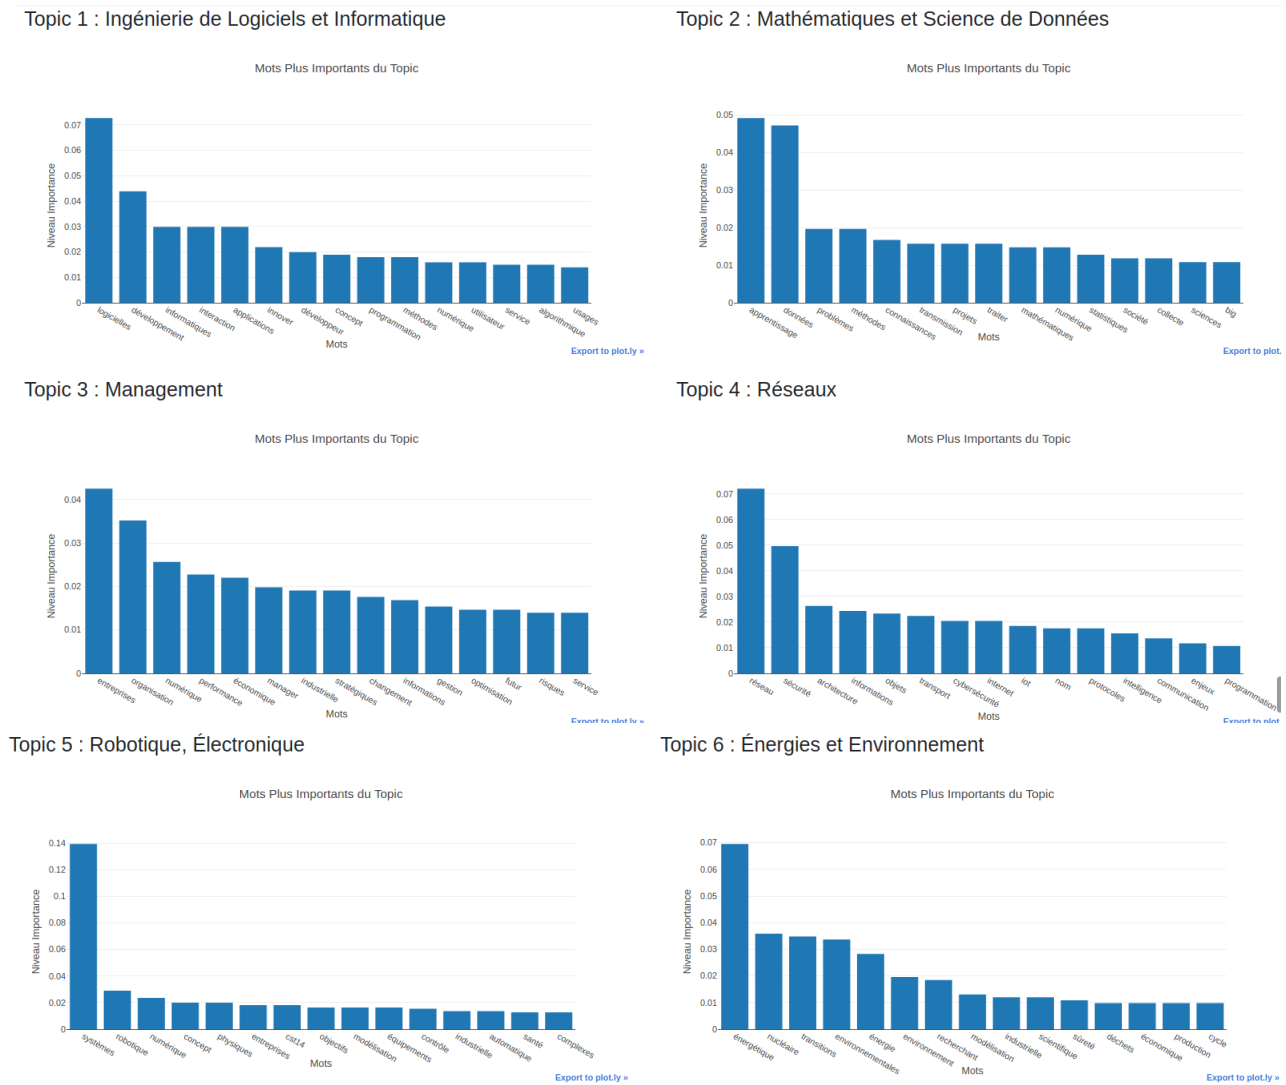 Topic 1 : Ingénierie de Logiciels et Informatique
Mots Plus Importants du Topic
Niveau Importance
0.07
0.06
0.05
0.04
0.03
0.02
0.01
0
logicielles
développement
informatiques
interaction
applications
innover
développeur
concept
programmation
méthodes
numérique
utilisateur
service
algorithmique
usages
Mots
Export to plot.ly »
Topic 2 : Mathématiques et Science de Données
Mots Plus Importants du Topic
Niveau Importance
0.05
0.04
0.03
0.02
0.01
0
apprentissage
données
problèmes
méthodes
connaissances
transmission
projets
traiter
mathématiques
numérique
statistiques
société
collecte
sciences
big
Mots
Export to plot.
Topic 3 : Management
Mots Plus Importants du Topic
Niveau Importance
0.04
0.03
0.02
0.01
0
entreprises
organisation
numérique
performance
économique
manager
industrielle
stratégiques
changement
informations
gestion
optimisation
futur
risques
service
Mots
Export to plot.ly »
Topic 4 : Réseaux
Mots Plus Importants du Topic
Niveau Importance
0.07
0.06
0.05
0.04
0.03
0.02
0.01
0
réseau
sécurité
architecture
informations
objets
transport
cybersécurité
internet
iot
nom
protocoles
intelligence
communication
enjeux
programmation
Mots
Export to plot
Topic 5 : Robotique, Électronique
Mots Plus Importants du Topic
Niveau Importance
0.14
0.12
0.1
0.08
0.06
0.04
0.02
0
systèmes
robotique
numérique
concept
physiques
entreprises
cst14
objectifs
modélisation
équipements
contrôle
industrielle
automatique
santé
complexes
Mots
Export to plot.ly »
Topic 6 : Énergies et Environnement
Mots Plus Importants du Topic
Niveau Importance
0.07
0.06
0.05
0.04
0.03
0.02
0.01
0
énergétique
nucléaire
transitions
environnementales
énergie
environnement
recherchant
modélisation
industrielle
scientifique
sûreté
déchets
économique
production
cycle
Mots
Export to plot.ly »